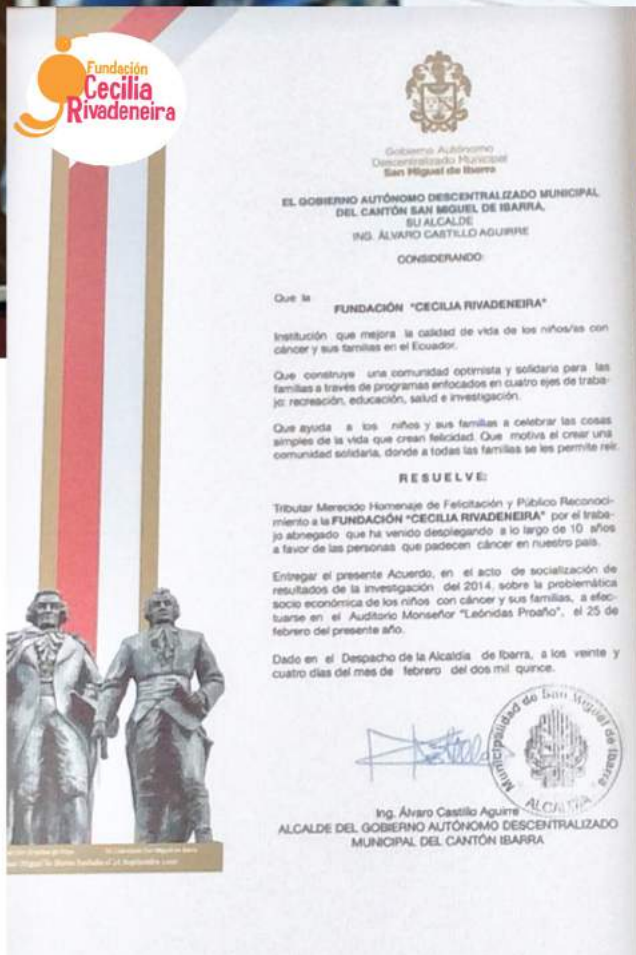 Fundación
Cecilia
Rivadeneira
Gobierno Autónomo
Descentralizado Municipal
San Miguel de Ibarra
EL GOBIERNO AUTÓNOMO DESCENTRALIZADO MUNICIPAL
DEL CANTÓN SAN MIGUEL DE IBARRA,
SU ALCALDE
ING. ÁLVARO CASTILLO AGUIRRE
CONSIDERANDO:
Que la
FUNDACIÓN "CECILIA RIVADENEIRA"
Institución que mejora la calidad de vida de los niños/as con
cáncer y sus familias en el Ecuador.
Que construye una comunidad optimista y solidaria para las
familias a través de programas enfocados en cuatro ejes de traba-
jo: recreación, educación, salud e investigación.
Que ayuda a los niños y sus familias a celebrar las cosas
simples de la vida que crean felicidad. Que motiva el crear una
comunidad solidaria, donde a todas las familias se les permite reir.
RESUELVE:
Tributar Merecido Homenaje de Felicitación y Público Reconoci-
miento a la FUNDACIÓN "CECILIA RIVADENEIRA" por el traba-
jo abnegado que ha venido desplegando a lo largo de 10 años
a favor de las personas que padecen cáncer en nuestro país.
Entregar el presente Acuerdo, en el acto de socialización de
resultados de la investigación del 2014, sobre la problemática
socio económica de los niños con cáncer y sus familias, a efec-
tuarse en el Auditorio Monseñor "Leónidas Proaño", el 25 de
febrero del presente año.
Dado en el Despacho de la Alcaldía de Ibarra, a los veinte y
cuatro días del mes de febrero del dos mil quince.
Municipalidad de San Miguel de Ibarra
ALCALDIA
Ing. Álvaro Castillo Aguirre
ALCALDE DEL GOBIERNO AUTÓNOMO DESCENTRALIZADO
MUNICIPAL DEL CANTÓN IBARRA